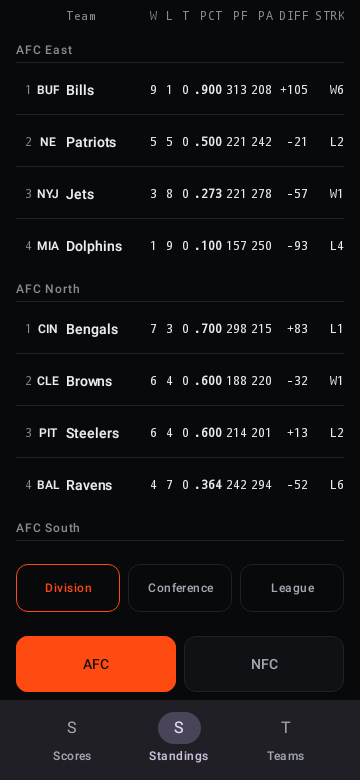 Team W L T PCT PF PA DIFF STRK
AFC East
1 BUF Bills 9 1 0 .900 313 208 +105 W6
2 NE Patriots 5 5 0 .500 221 242 -21 L2
3 NYJ Jets 3 8 0 .273 221 278 -57 W1
4 MIA Dolphins 1 9 0 .100 157 250 -93 L4
AFC North
1 CIN Bengals 7 3 0 .700 298 215 +83 L1
2 CLE Browns 6 4 0 .600 188 220 -32 W1
3 PIT Steelers 6 4 0 .600 214 201 +13 L2
4 BAL Ravens 4 7 0 .364 242 294 -52 L6
AFC South
Division Conference League
AFC NFC
S S T
Scores Standings Teams